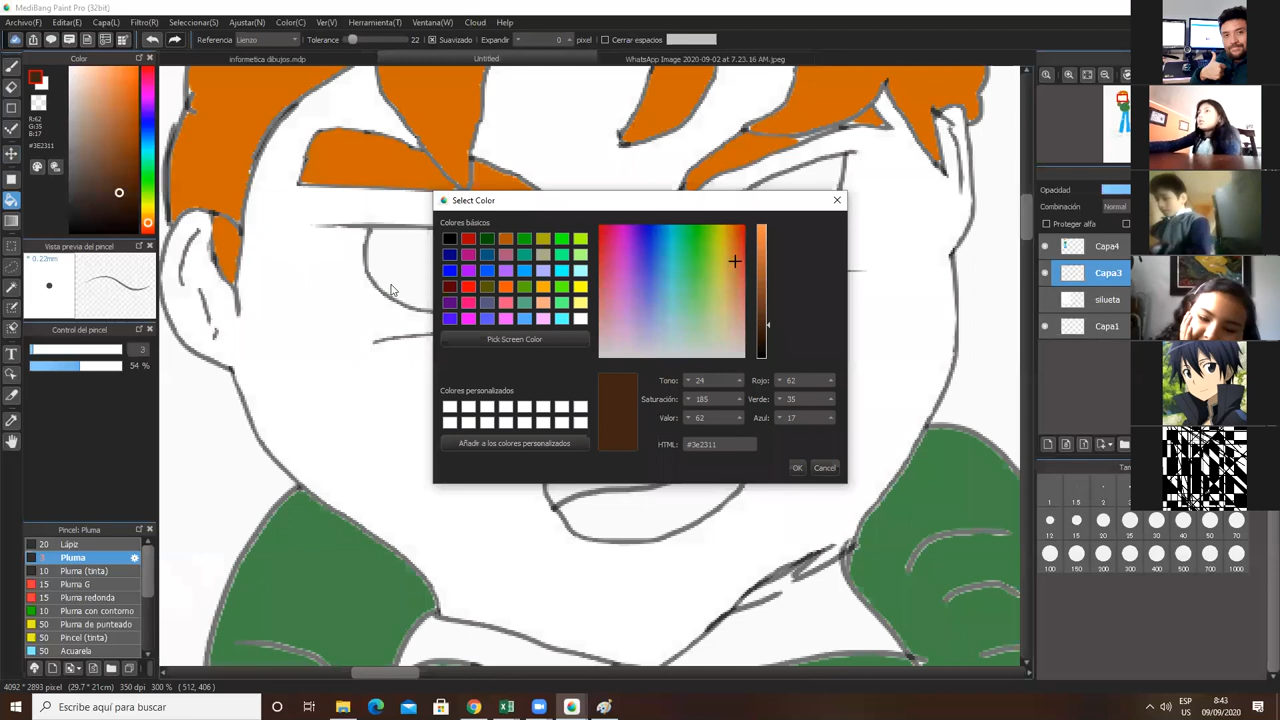 MediBang Paint Pro (32bit)
Archivo(F) Editar(E) Capa(L) Filtro(R) Seleccionar(S) Ajustar(N) Color(C) Ver(V) Herramienta(T) Ventana(W) Cloud Help
Referencia Lienzo Tolerance 22 Suavizado Expandir 0 pixel Cerrar espacios
Color
informetica dibujos.mdp Untitled WhatsApp Image 2020-09-02 at 7.23.16 AM.jpeg
R:62
G:35
B:17
#3E2311
Vista previa del pincel
* 0.22mm
Control del pincel
3
54 %
Select Color
Colores básicos
Pick Screen Color
Colores personalizados
Añadir a los colores personalizados
Tono: 24 Rojo: 62
Saturación: 185 Verde: 35
Valor: 62 Azul: 17
HTML: #3e2311
OK Cancel
Opacidad
Combinación Normal
Proteger alfa
Capa4
Capa3
silueta
Capa1
1 1.5 2
12 15 20 25 30 40 50 70
100 150 200 300 400 500 700 1000
Pincel: Pluma
20 Lápiz
3 Pluma
10 Pluma (tinta)
15 Pluma G
15 Pluma redonda
10 Pluma con contorno
50 Pluma de punteado
50 Pincel (tinta)
50 Acuarela
4092 * 2893 pixel (29.7 * 21cm) 350 dpi 300 % ( 512, 406 )
Escribe aquí para buscar
ESP
US
8:43
09/09/2020